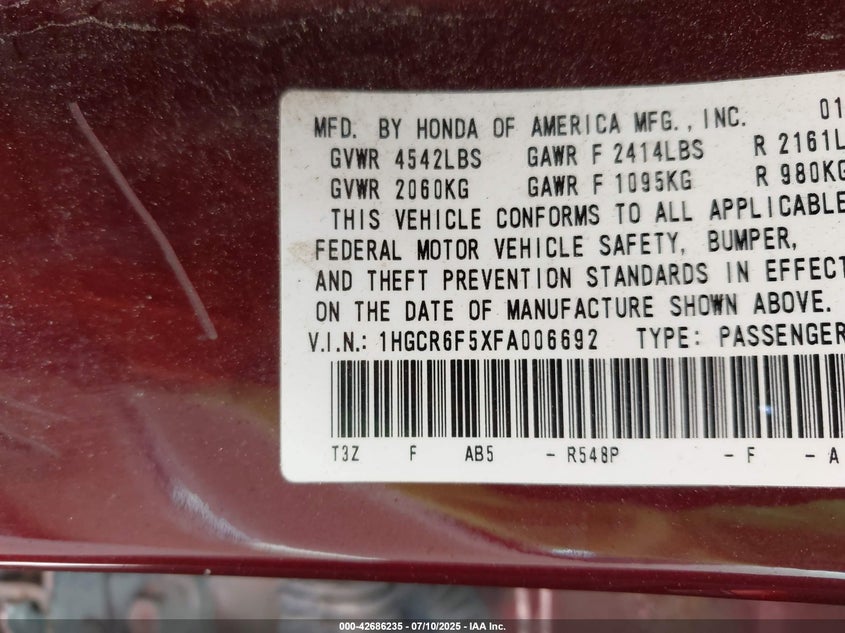 MFD. BY HONDA OF AMERICA MFG., INC. 01
GVWR 4542LBS GAWR F 2414LBS R 2161L
GVWR 2060KG GAWR F 1095KG R 980KG
THIS VEHICLE CONFORMS TO ALL APPLICABLE
FEDERAL MOTOR VEHICLE SAFETY, BUMPER,
AND THEFT PREVENTION STANDARDS IN EFFECT
ON THE DATE OF MANUFACTURE SHOWN ABOVE.
V.I.N.: 1HGCR6F5XFA006692 TYPE: PASSENGER
T3Z F AB5 - R548P - F - A
000-42686235 - 07/10/2025 - IAA Inc.